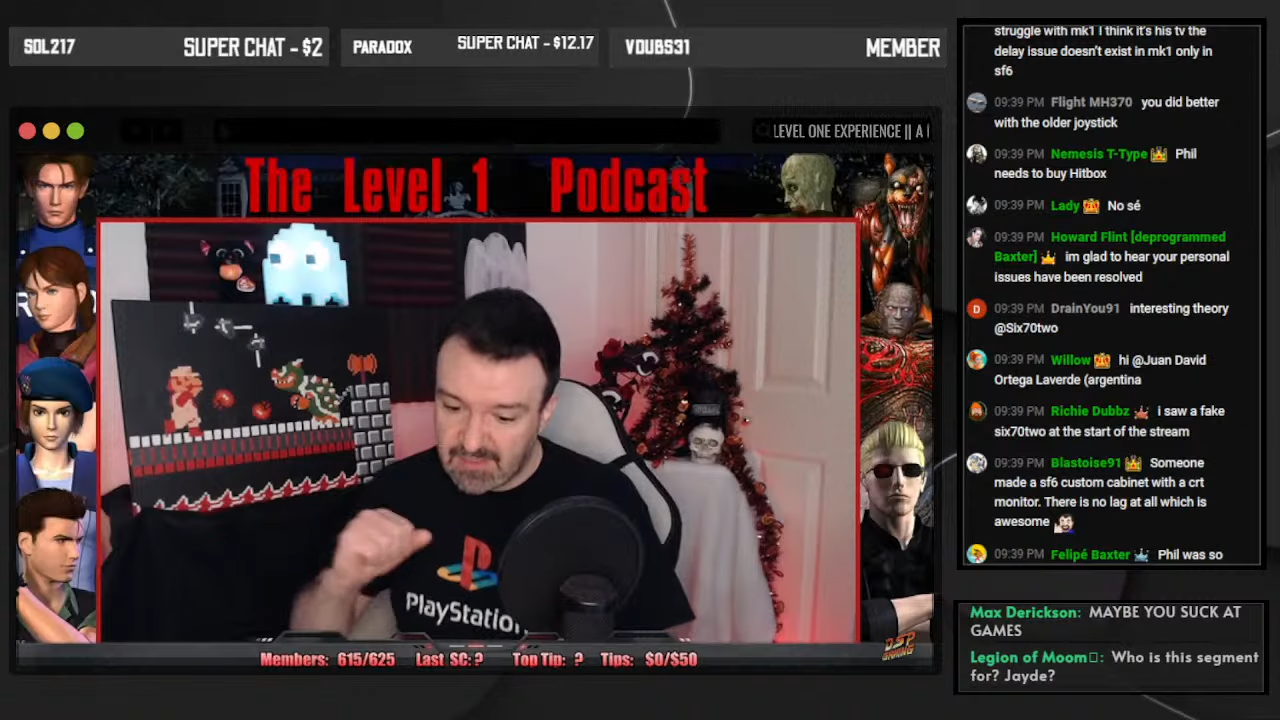 SOL217
SUPER CHAT - $2
PARADOX
SUPER CHAT - $12.17
VOUBS31
MEMBER
LEVEL ONE EXPERIENCE || A
The Level 1 Podcast
PlayStation
DSP
GAMING
Members: 615/625 Last SC: ? Top Tip: ? Tips: $0/$50
struggle with mk1 I think it's his tv the
delay issue doesn't exist in mk1 only in
sf6
09:39 PM Flight MH370 you did better
with the older joystick
09:39 PM Nemesis T-Type Phil
needs to buy Hitbox
09:39 PM Lady No sé
09:39 PM Howard Flint [deprogrammed
Baxter] im glad to hear your personal
issues have been resolved
D
09:39 PM DrainYou91 interesting theory
@Six70two
09:39 PM Willow hi @Juan David
Ortega Laverde (argentina
09:39 PM Richie Dubbz i saw a fake
six70two at the start of the stream
09:39 PM Blastoise91 Someone
made a sf6 custom cabinet with a crt
monitor. There is no lag at all which is
awesome
09:39 PM Felipé Baxter Phil was so
Max Derickson: MAYBE YOU SUCK AT
GAMES
Legion of Moom: Who is this segment
for? Jayde?